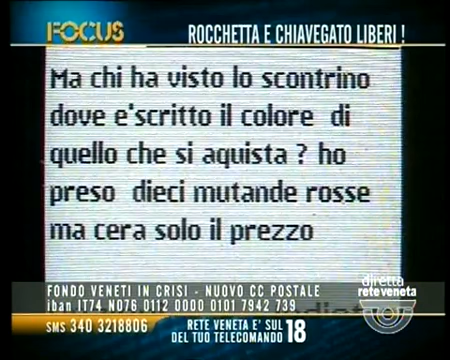 FOCUS
ROCCHETTA E CHIAVEGATO LIBERI !
Ma chi ha visto lo scontrino
dove e'scritto il colore di
quello che si aquista ? ho
preso dieci mutande rosse
ma cera solo il prezzo
FONDO VENETI IN CRISI - NUOVO CC POSTALE
iban IT74 N076 0112 0000 0101 7942 739
diretta
reteveneta
SMS 340 3218806
RETE VENETA E' SUL
DEL TUO TELECOMANDO 18